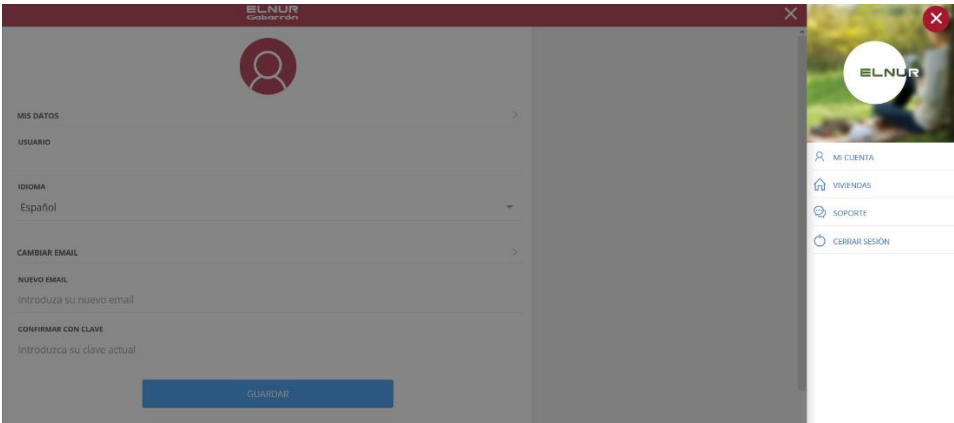 ELNUR
Gabarrón
MIS DATOS
USUARIO
IDIOMA
Español
CAMBIAR EMAIL
NUEVO EMAIL
Introduza su nuevo email
CONFIRMAR CON CLAVE
Introduzca su clave actual
GUARDAR
ELNUR
MI CUENTA
VIVIENDAS
SOPORTE
CERRAR SESIÓN